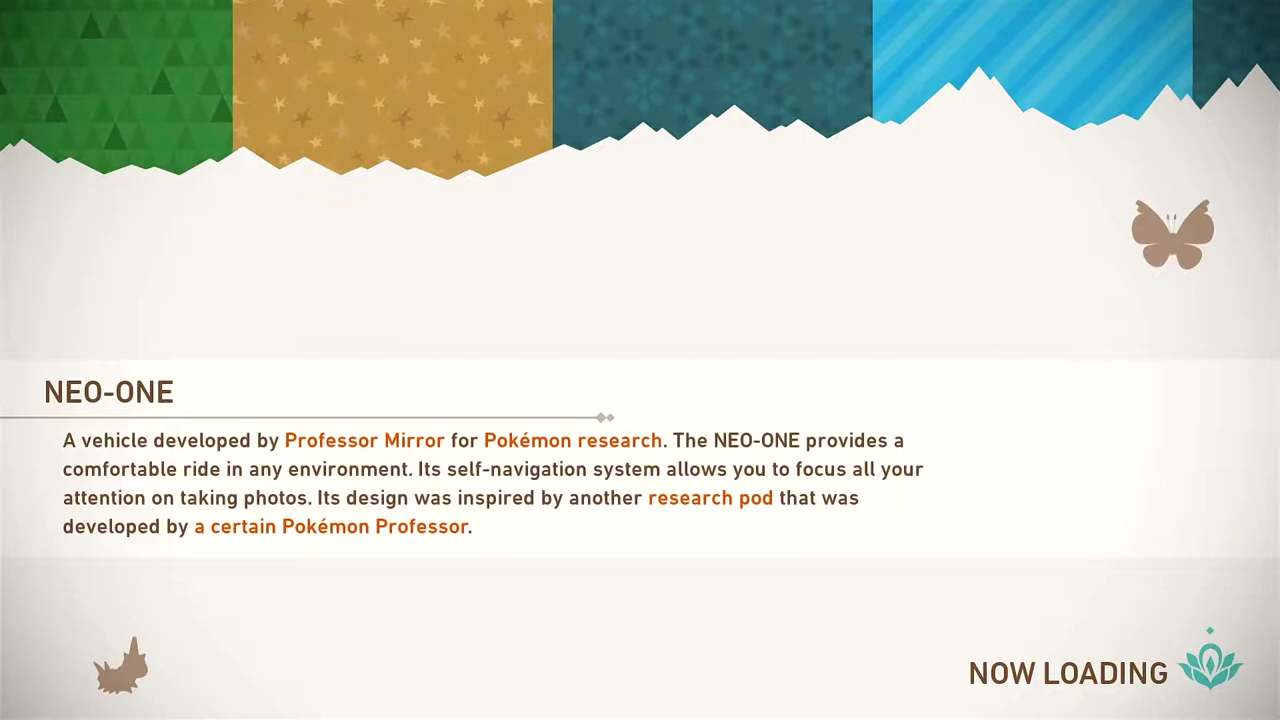 NEO-ONE
A vehicle developed by Professor Mirror for Pokémon research. The NEO-ONE provides a
comfortable ride in any environment. Its self-navigation system allows you to focus all your
attention on taking photos. Its design was inspired by another research pod that was
developed by a certain Pokémon Professor.
NOW LOADING